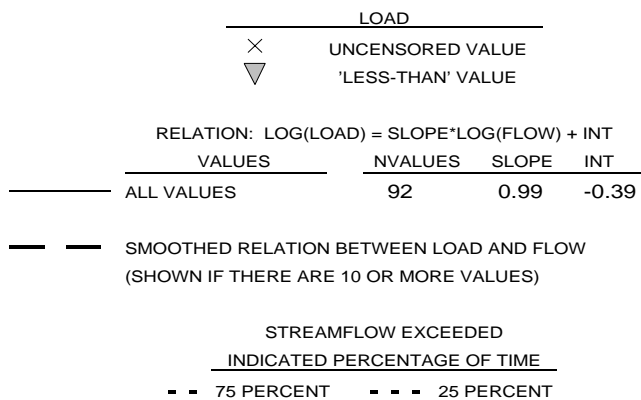 LOAD
UNCENSORED VALUE
'LESS-THAN' VALUE
RELATION: LOG(LOAD) = SLOPE*LOG(FLOW) + INT
VALUES NVALUES SLOPE INT
ALL VALUES 92 0.99 -0.39
SMOOTHED RELATION BETWEEN LOAD AND FLOW
(SHOWN IF THERE ARE 10 OR MORE VALUES)
STREAMFLOW EXCEEDED
INDICATED PERCENTAGE OF TIME
75 PERCENT 25 PERCENT